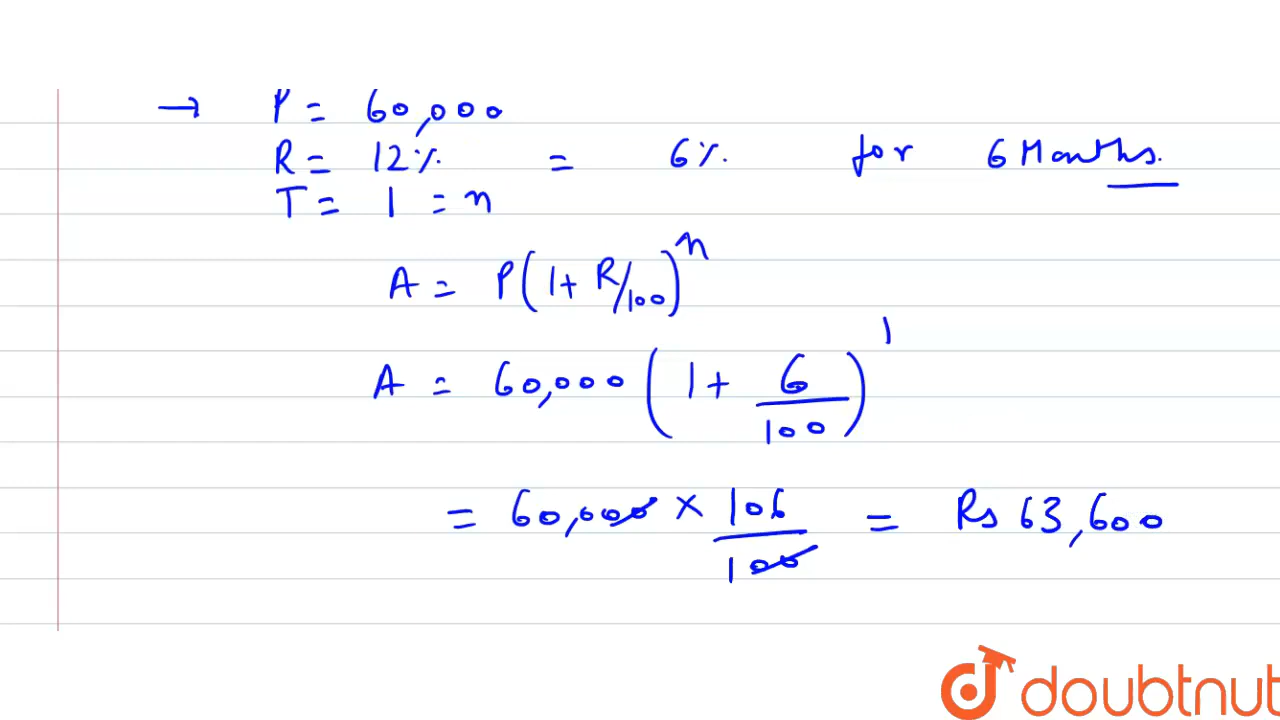 → P = 60,000
R = 12% = 6% for 6 Months.
T = 1 = n
A = P(1 + R/100)^n
A = 60,000 (1 + 6/100)^1
= 60,000 × 106/100 = Rs 63,600
doubtnut